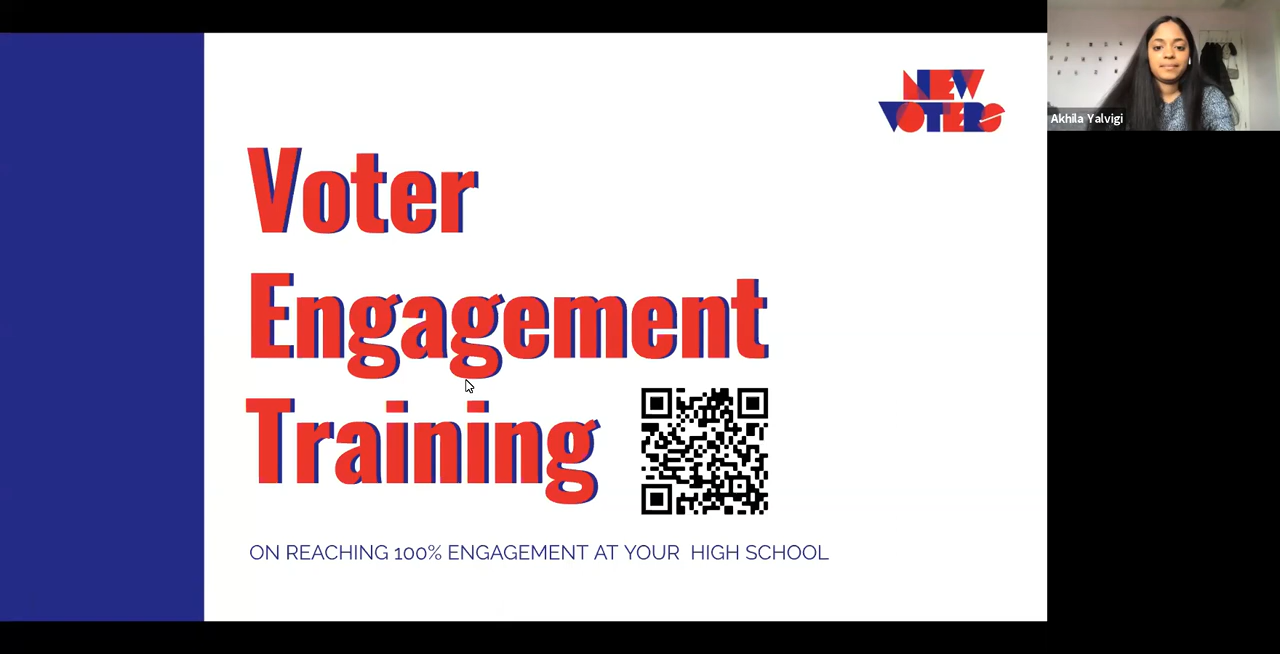 NEW
VOTERS
Akhila Yalvigi
Voter
Engagement
Training
ON REACHING 100% ENGAGEMENT AT YOUR  HIGH SCHOOL